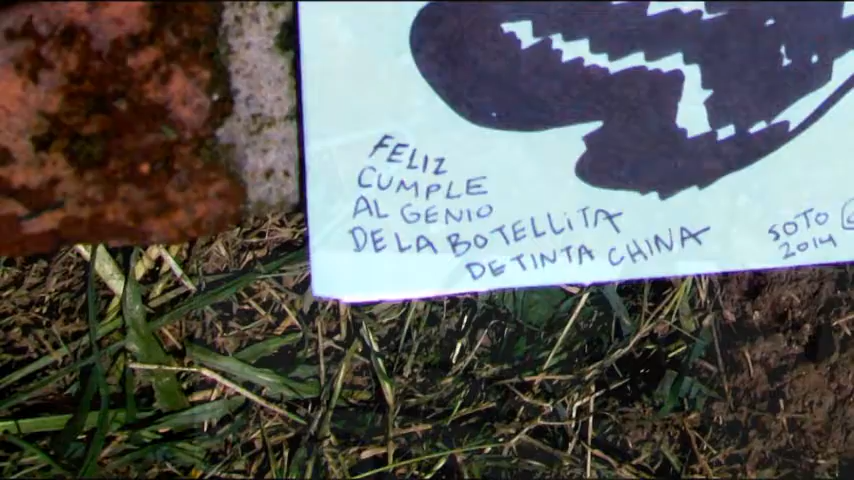 FELIZ
CUMPLE
AL GENIO
DE LA BOTELLITA
DE TINTA CHINA
SOTO
2014